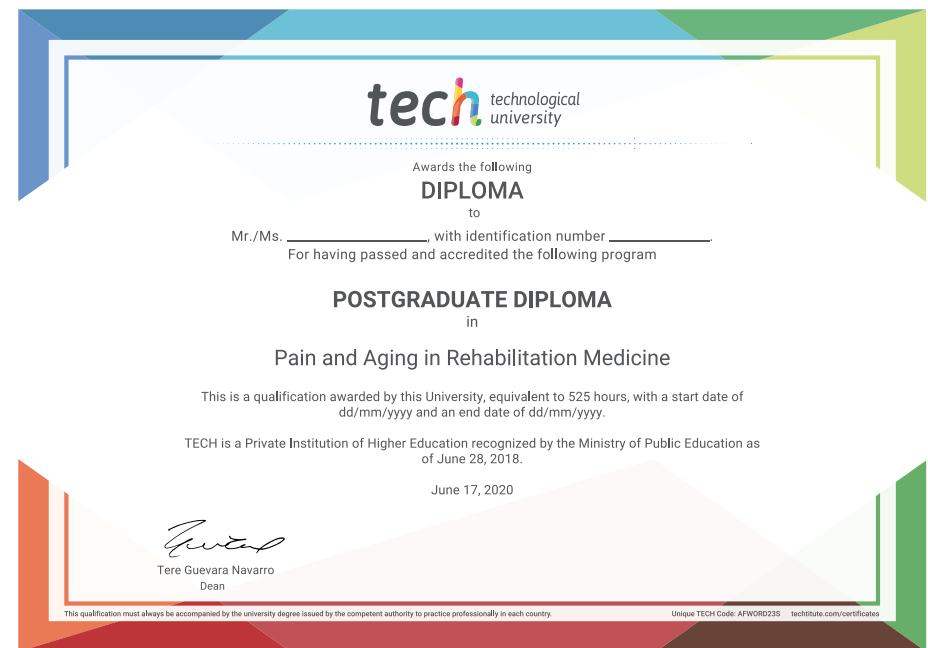 tech technological
university
Awards the following
DIPLOMA
to
Mr./Ms. ____________________, with identification number ______________.
For having passed and accredited the following program
POSTGRADUATE DIPLOMA
in
Pain and Aging in Rehabilitation Medicine
This is a qualification awarded by this University, equivalent to 525 hours, with a start date of
dd/mm/yyyy and an end date of dd/mm/yyyy.
TECH is a Private Institution of Higher Education recognized by the Ministry of Public Education as
of June 28, 2018.
June 17, 2020
Tere Guevara Navarro
Dean
This qualification must always be accompanied by the university degree issued by the competent authority to practice professionally in each country. Unique TECH Code: AFWORD23S techtitute.com/certificates